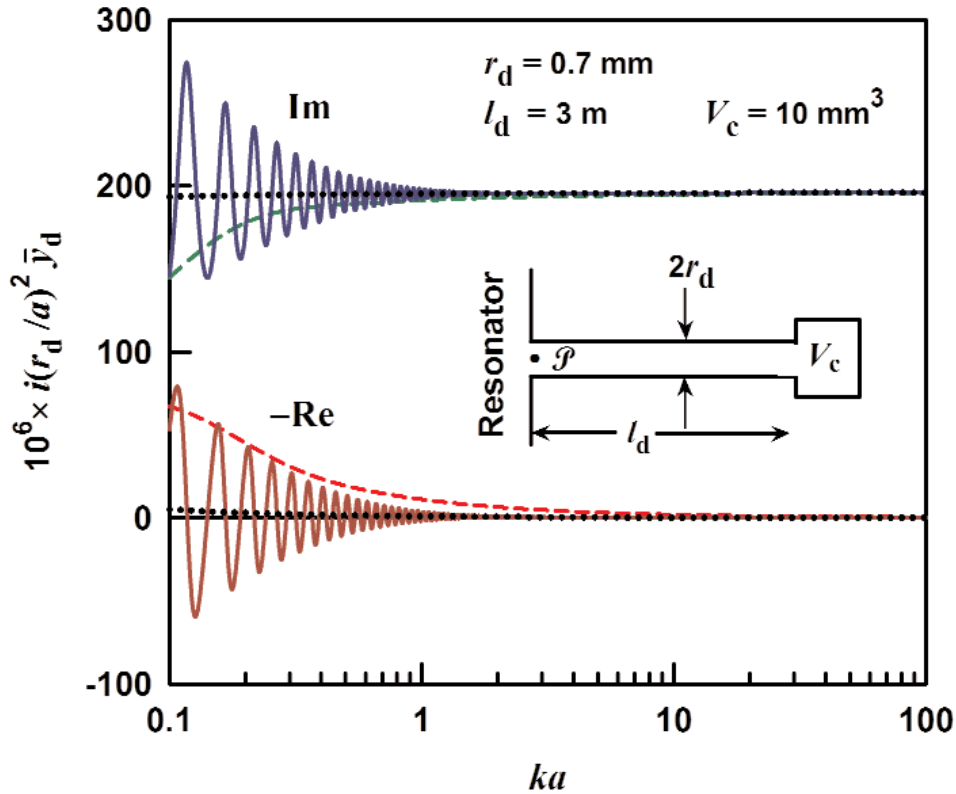 300
200
100
0
-100
0.1
1
10
100
ka
10⁶× i(r_d /a)² ȳ_d
Im
−Re
r_d = 0.7 mm
l_d = 3 m V_c = 10 mm³
2r_d
Resonator
𝒫
V_c
l_d